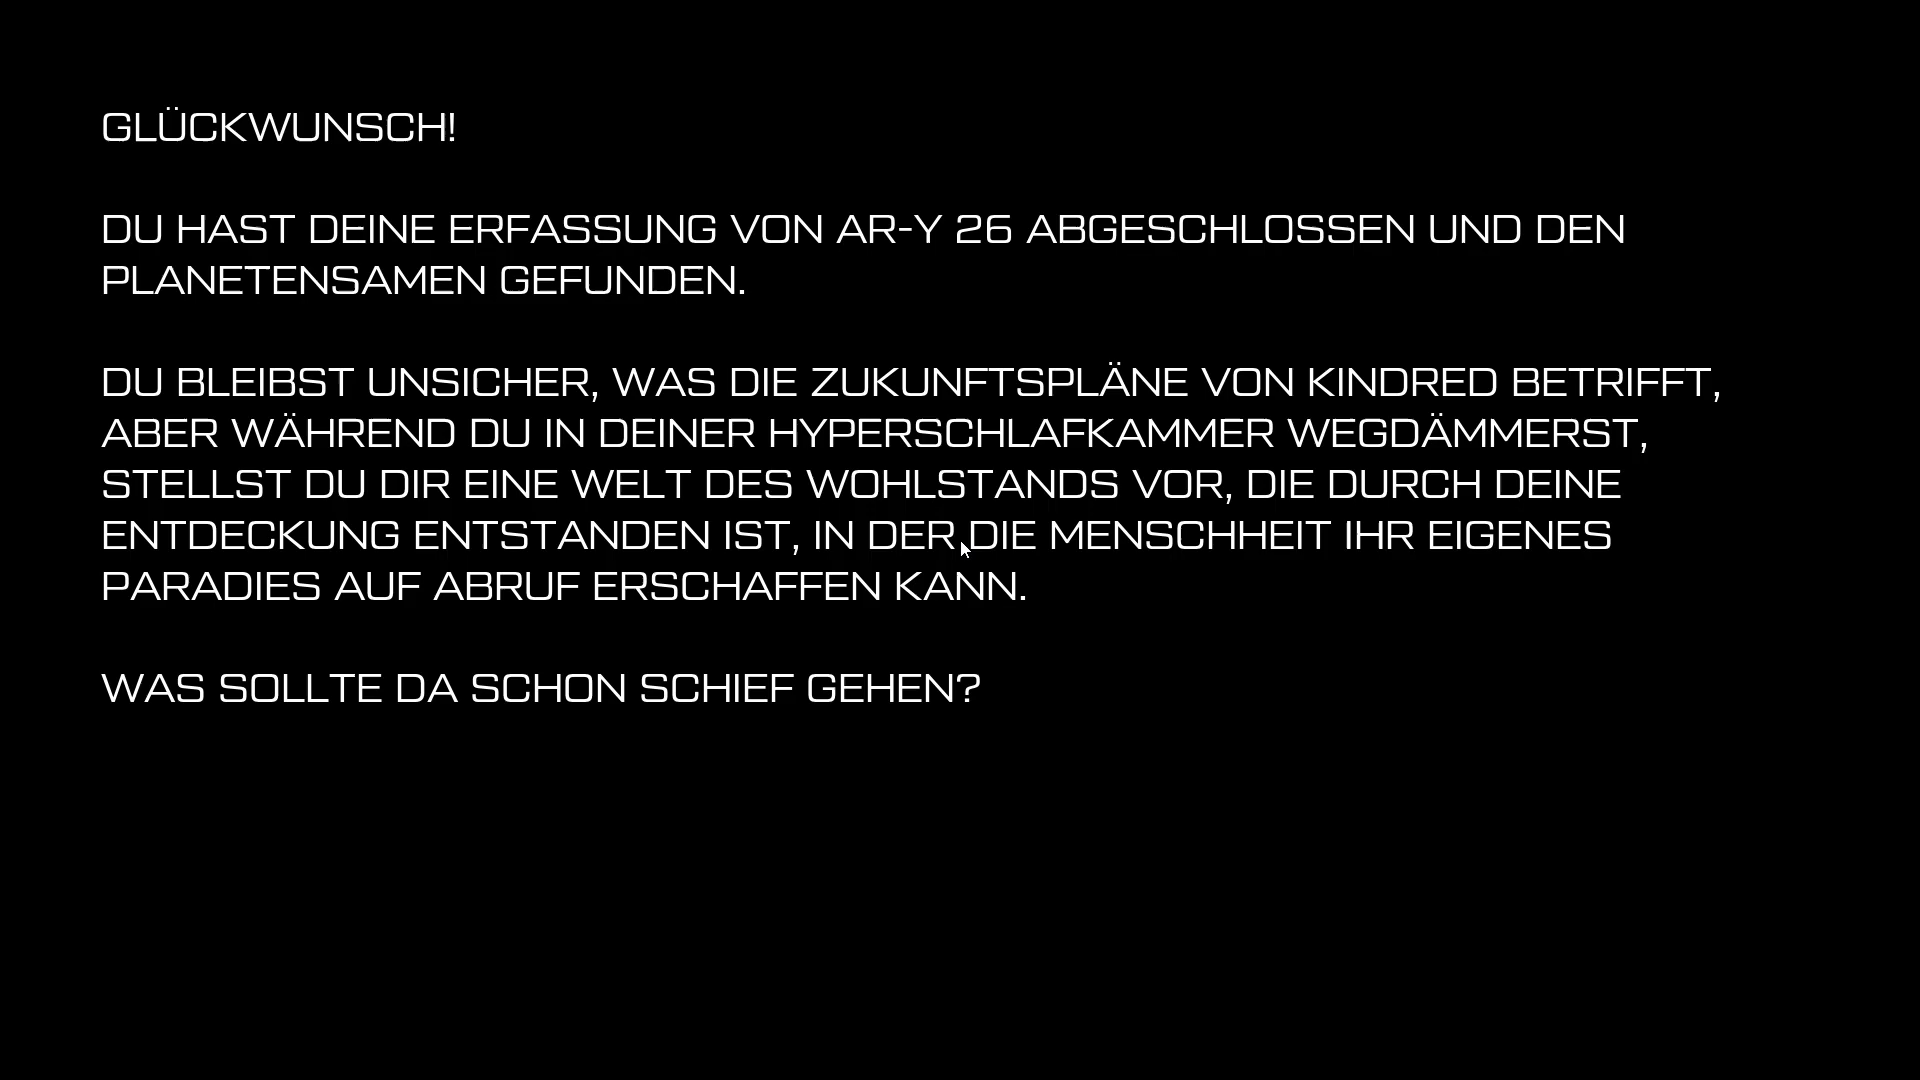 GLÜCKWUNSCH!
DU HAST DEINE ERFASSUNG VON AR-Y 26 ABGESCHLOSSEN UND DEN
PLANETENSAMEN GEFUNDEN.
DU BLEIBST UNSICHER, WAS DIE ZUKUNFTSPLÄNE VON KINDRED BETRIFFT,
ABER WÄHREND DU IN DEINER HYPERSCHLAFKAMMER WEGDÄMMERST,
STELLST DU DIR EINE WELT DES WOHLSTANDS VOR, DIE DURCH DEINE
ENTDECKUNG ENTSTANDEN IST, IN DER DIE MENSCHHEIT IHR EIGENES
PARADIES AUF ABRUF ERSCHAFFEN KANN.
WAS SOLLTE DA SCHON SCHIEF GEHEN?